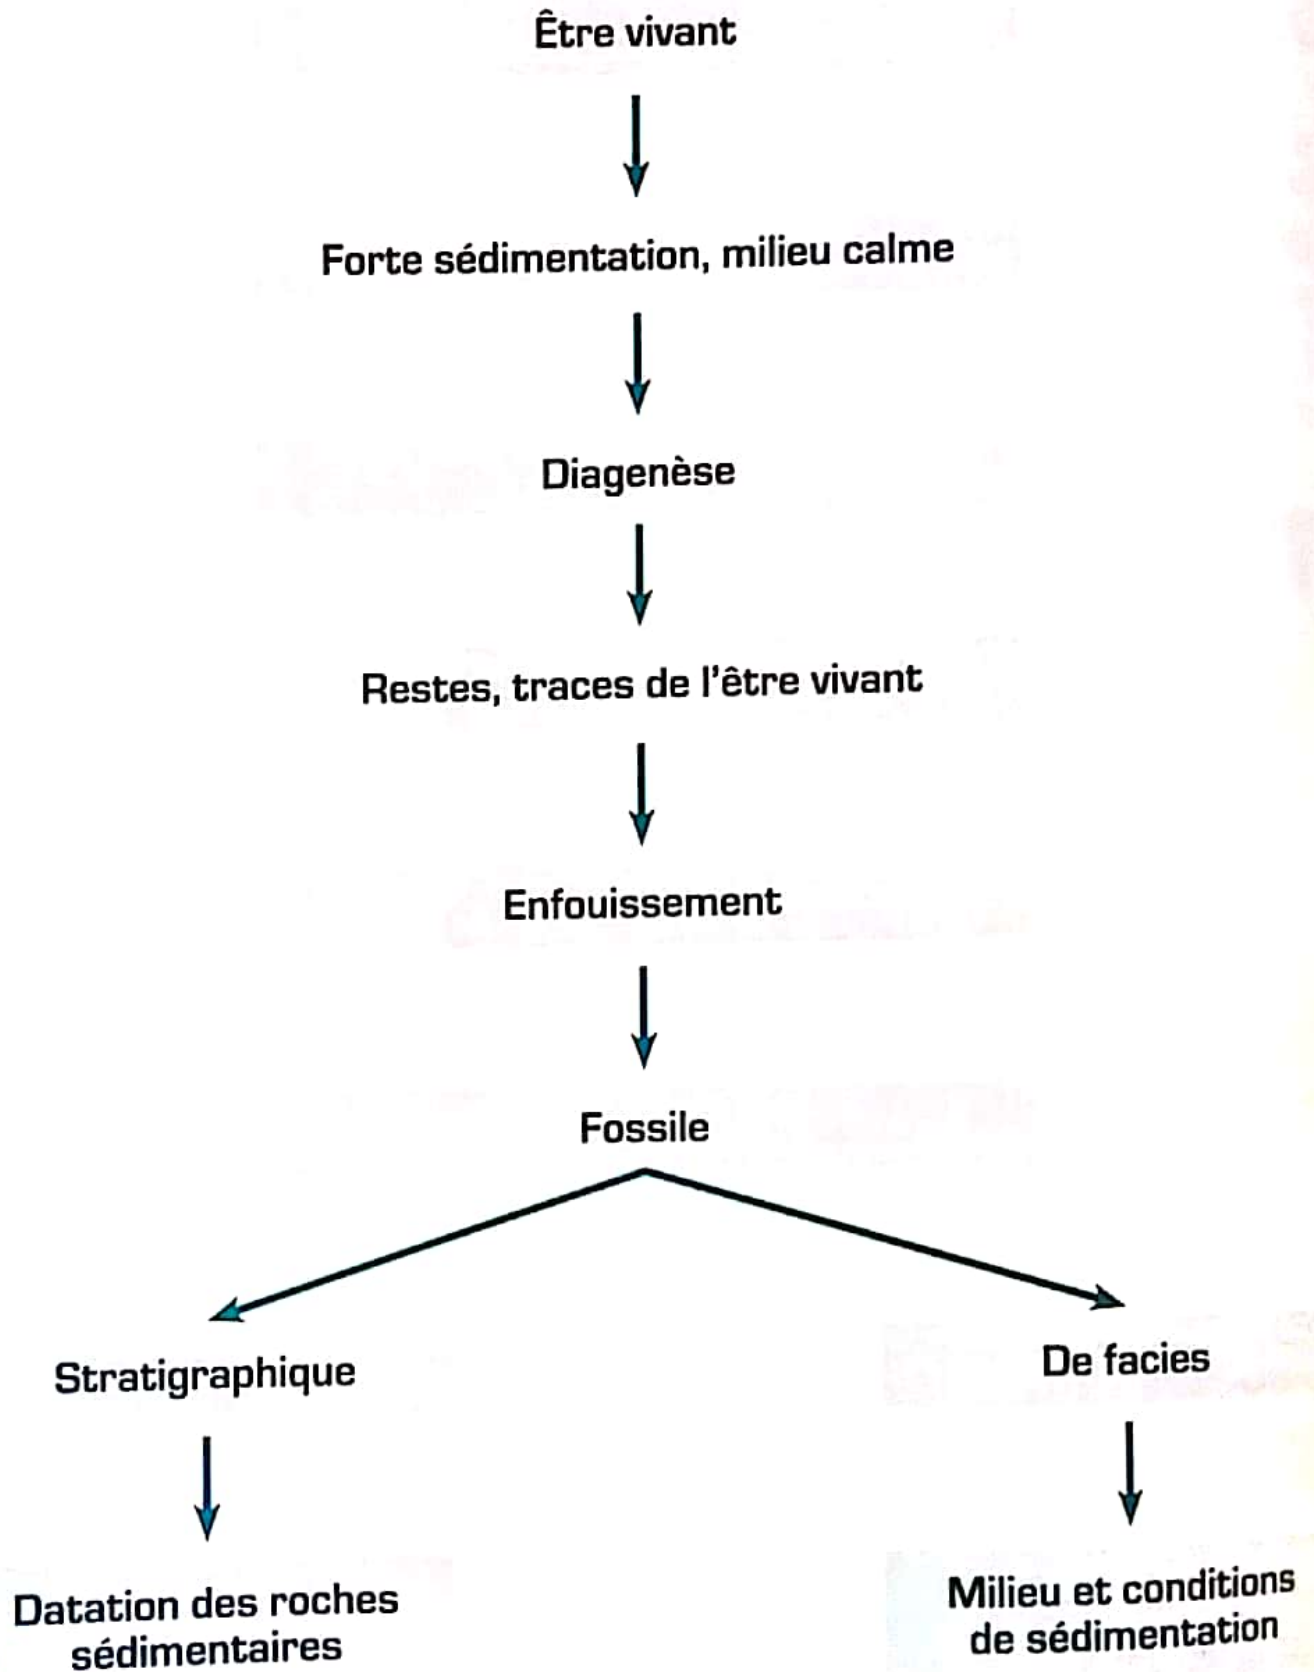 Être vivant
Forte sédimentation, milieu calme
Diagenèse
Restes, traces de l'être vivant
Enfouissement
Fossile
Stratigraphique
De facies
Datation des roches
sédimentaires
Milieu et conditions
de sédimentation